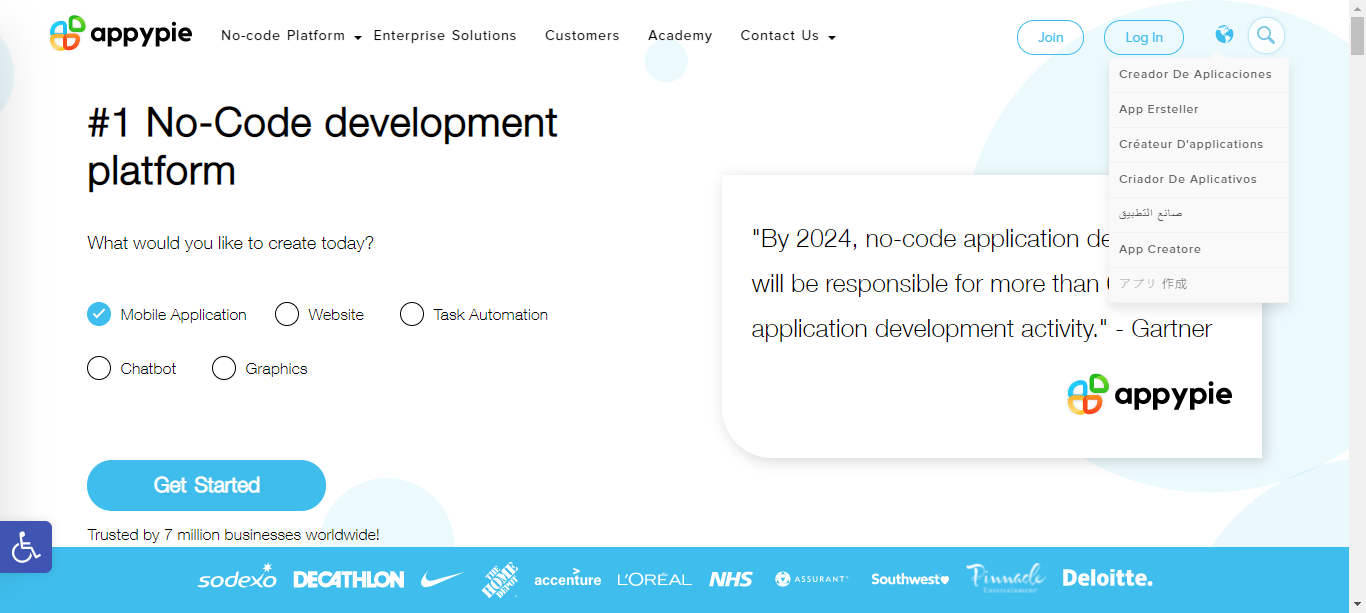 appypie
No-code Platform
Enterprise Solutions
Customers
Academy
Contact Us
Join
Log In
Creador De Aplicaciones
App Ersteller
Créateur D'applications
Criador De Aplicativos
صانع التطبيق
App Creatore
アプリ 作成
#1 No-Code development
platform
What would you like to create today?
Mobile Application
Website
Task Automation
Chatbot
Graphics
Get Started
Trusted by 7 million businesses worldwide!
"By 2024, no-code application de
will be responsible for more than
application development activity." - Gartner
appypie
sodexo
DECATHLON
THE
HOME
DEPOT
accenture
L'ORÉAL
NHS
ASSURANT
Southwest
Pinnacle
Entertainment
Deloitte.